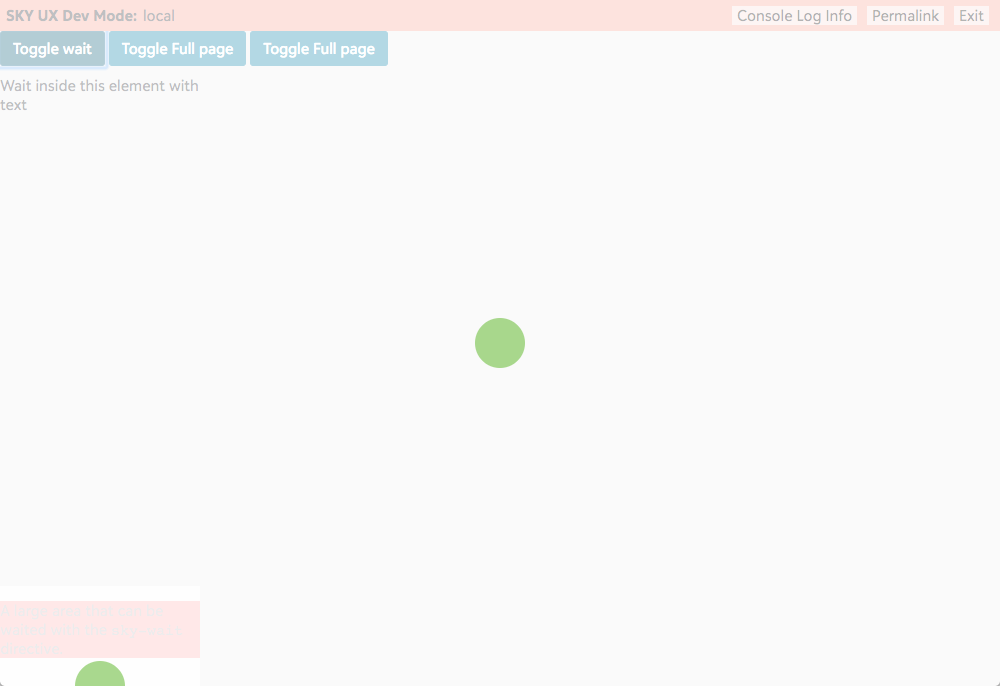 SKY UX Dev Mode: local
Console Log Info Permalink Exit
Toggle wait Toggle Full page Toggle Full page
Wait inside this element with
text